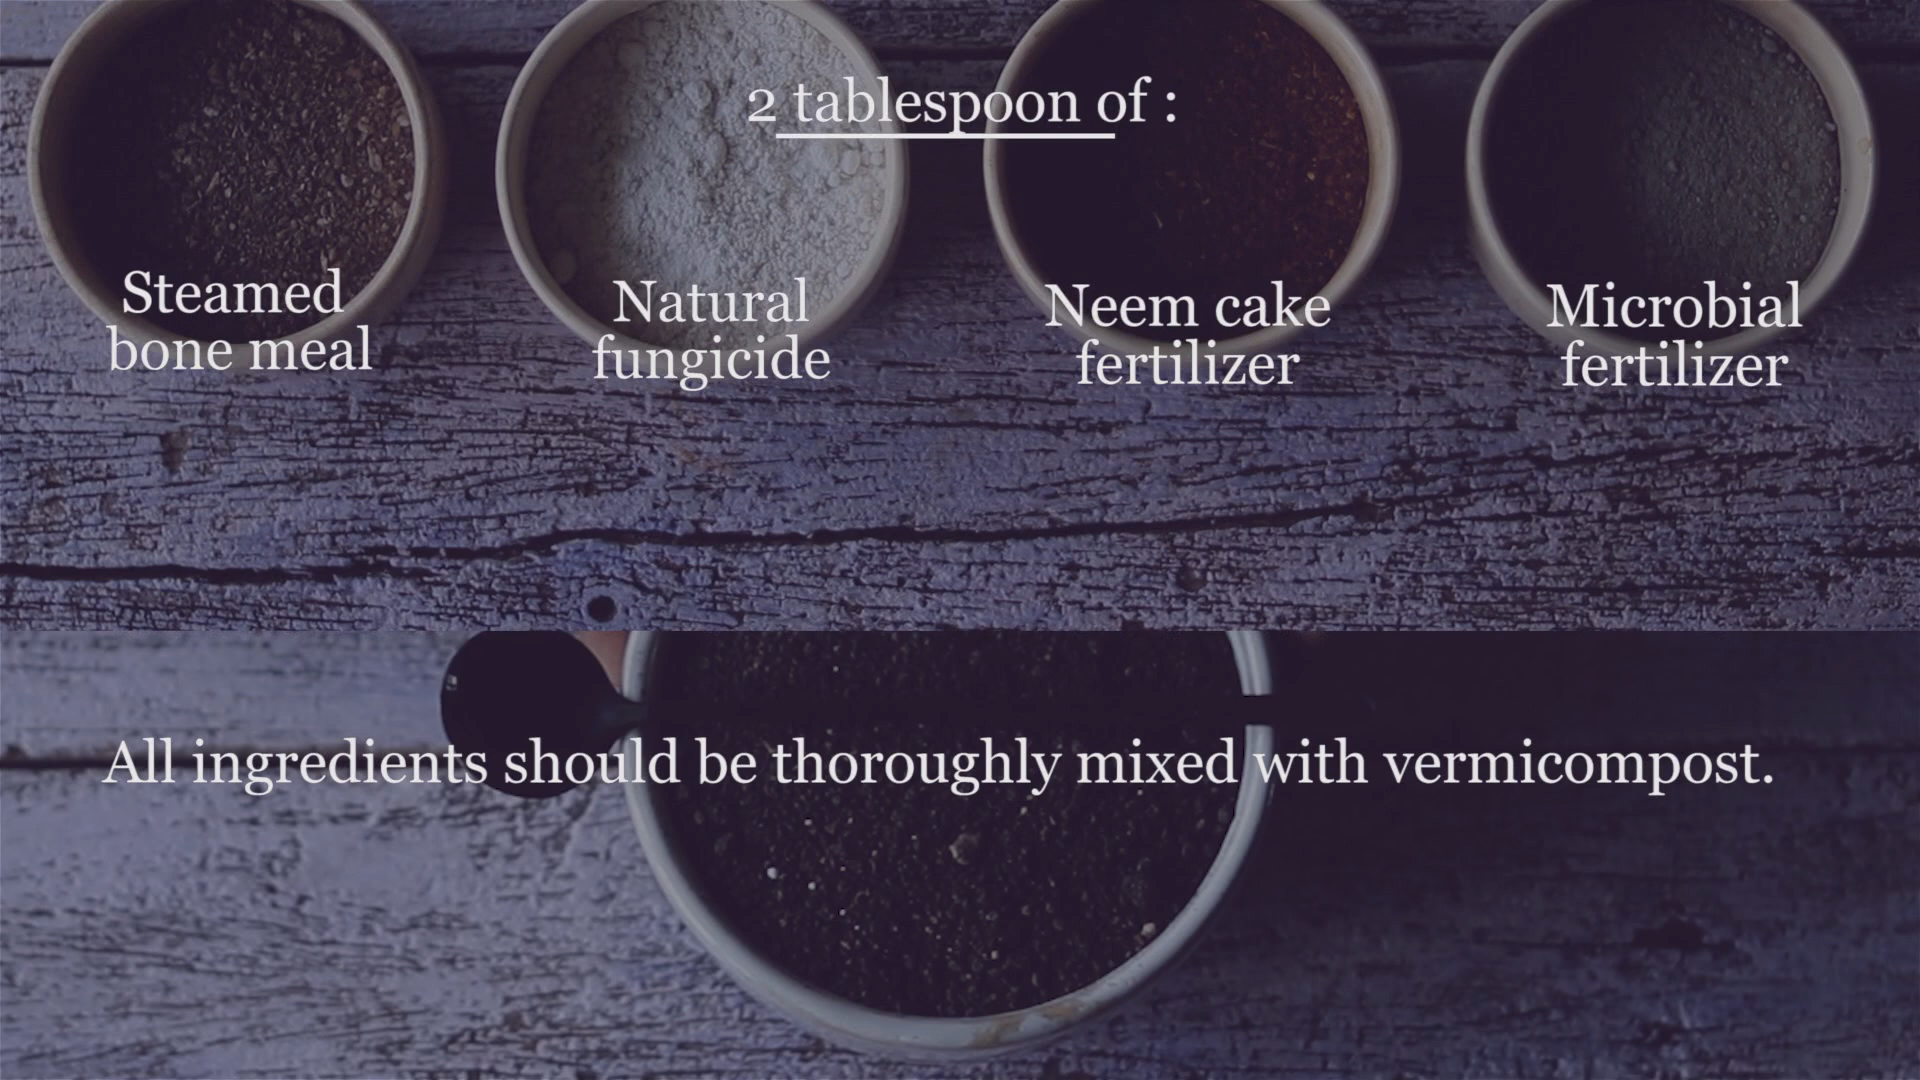 2 tablespoon of :
Steamed
bone meal
Natural
fungicide
Neem cake
fertilizer
Microbial
fertilizer
All ingredients should be thoroughly mixed with vermicompost.